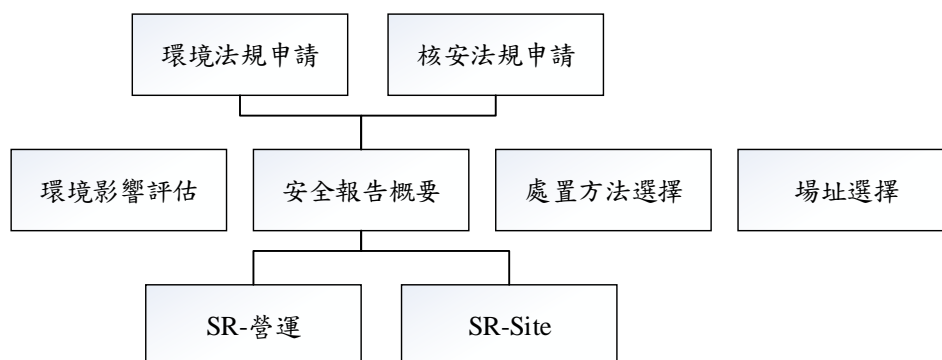 環境法規申請
核安法規申請
環境影響評估
安全報告概要
處置方法選擇
場址選擇
SR-營運
SR-Site